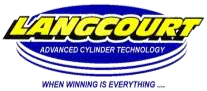 LANGCOURT
ADVANCED CYLINDER TECHNOLOGY
WHEN WINNING IS EVERYTHING ....